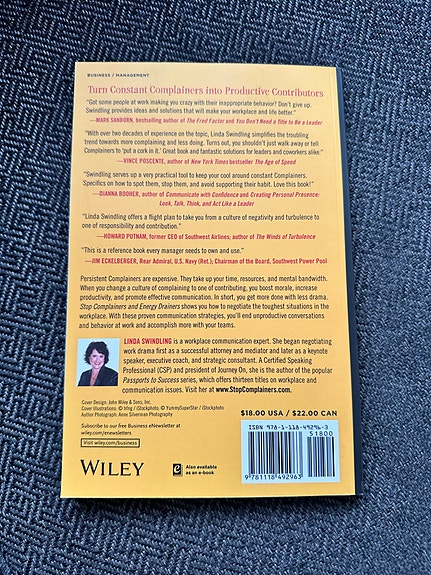 BUSINESS / MANAGEMENT
Turn Constant Complainers into Productive Contributors
"Got some people at work making you crazy with their inappropriate behavior? Don't give up.
Swindling provides ideas and solutions that will make your workplace and life better."
—MARK SANBORN, bestselling author of The Fred Factor and You Don't Need a Title to Be a Leader
"With over two decades of experience on the topic, Linda Swindling simplifies the troubling
trend towards more complaining and less doing. Turns out, you shouldn't just walk away or tell
Complainers to 'put a cork in it.' Great book and fantastic solutions for leaders and coworkers alike."
—VINCE POSCENTE, author of New York Times bestseller The Age of Speed
"Swindling serves up a very practical tool to keep your cool around constant Complainers.
Specifics on how to spot them, stop them, and avoid supporting their habit. Love this book!"
—DIANNA BOOHER, author of Communicate with Confidence and Creating Personal Presence:
Look, Talk, Think, and Act Like a Leader
"Linda Swindling offers a flight plan to take you from a culture of negativity and turbulence to
one of responsibility and contribution."
—HOWARD PUTNAM, former CEO of Southwest Airlines, author of The Winds of Turbulence
"This is a reference book every manager needs to own and use."
—JIM ECKELBERGER, Rear Admiral, U.S. Navy (Ret.); Chairman of the Board, Southwest Power Pool
Persistent Complainers are expensive. They take up your time, resources, and mental bandwidth.
When you change a culture of complaining to one of contributing, you boost morale, increase
productivity, and promote effective communication. In short, you get more done with less drama.
Stop Complainers and Energy Drainers shows you how to negotiate the toughest situations in the
workplace. With these proven communication strategies, you'll end unproductive conversations
and behavior at work and accomplish more with your teams.
LINDA SWINDLING is a workplace communication expert. She began negotiating
work drama first as a successful attorney and mediator and later as a keynote
speaker, executive coach, and strategic consultant. A Certified Speaking
Professional (CSP) and president of Journey On, she is the author of the popular
Passports to Success series, which offers thirteen titles on workplace and
communication issues. Visit her at www.StopComplainers.com.
Cover Design: John Wiley & Sons, Inc.
Cover Illustrations: © hfng / iStockphoto, © YummySuperStar / iStockphoto
Author Photograph: Anne Silverman Photography
Subscribe to our free Business eNewsletter at
wiley.com/enewsletters
Visit wiley.com/business
WILEY
e
Also available
as an e-book
$18.00 USA / $22.00 CAN
ISBN 978-1-118-49296-3
51800
9 781118 492963